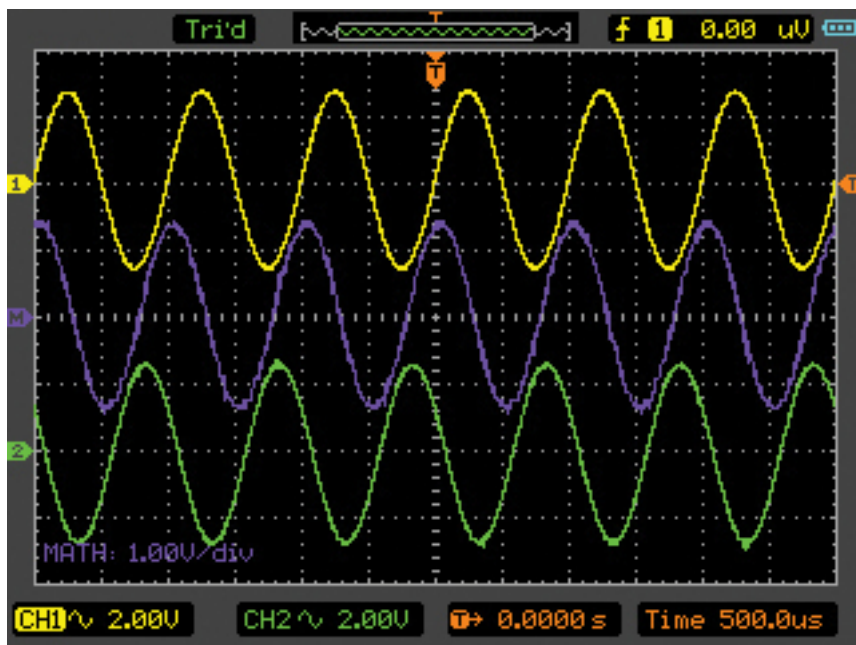 Tri'd T 1 0.00 uV
T
1 T
M
2
MATH: 1.00V/div
CH1 2.00V CH2 2.00V T 0.0000 s Time 500.0us